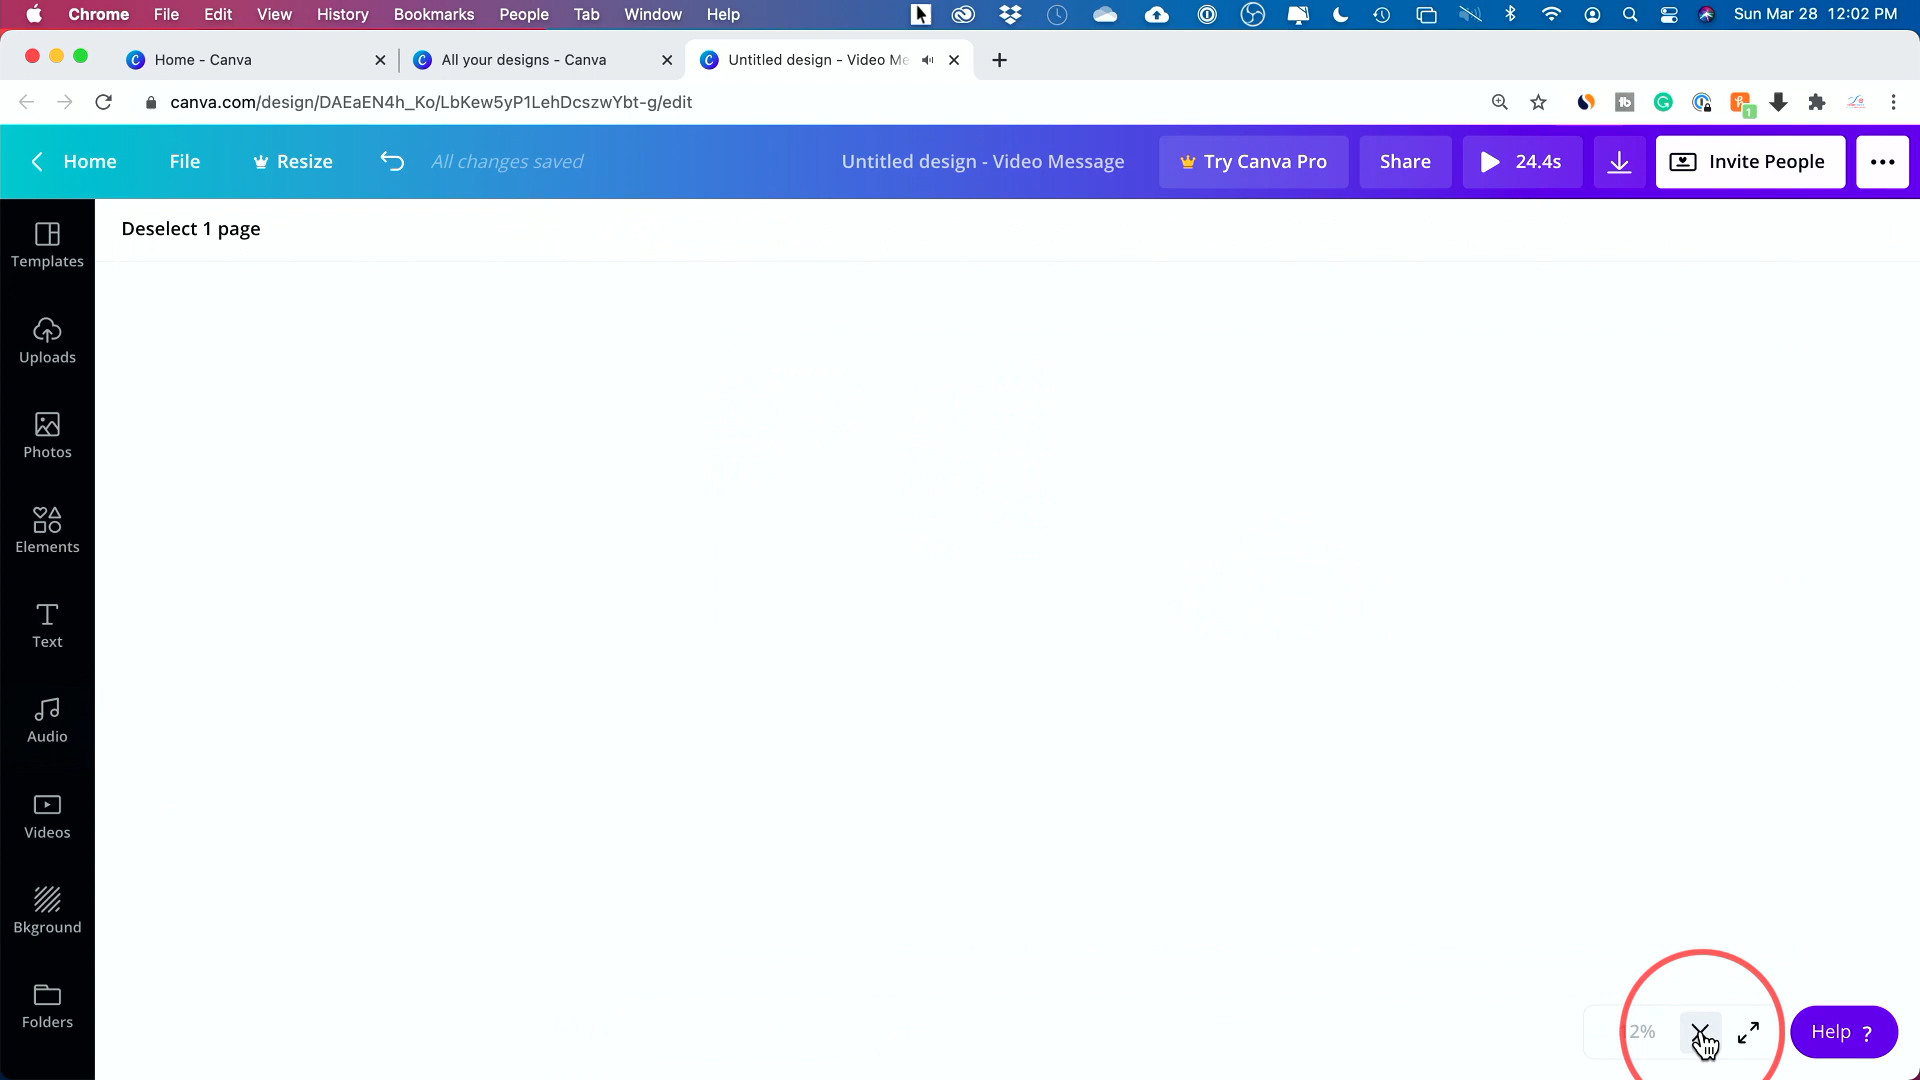 Chrome File Edit View History Bookmarks People Tab Window Help Sun Mar 28 12:02 PM
Home - Canva All your designs - Canva Untitled design - Video Me
canva.com/design/DAEaEN4h_Ko/LbKew5yP1LehDcszwYbt-g/edit
Home File Resize All changes saved Untitled design - Video Message Try Canva Pro Share 24.4s Invite People
Deselect 1 page
Templates
Uploads
Photos
Elements
Text
Audio
Videos
Bkground
Folders
2% Help ?